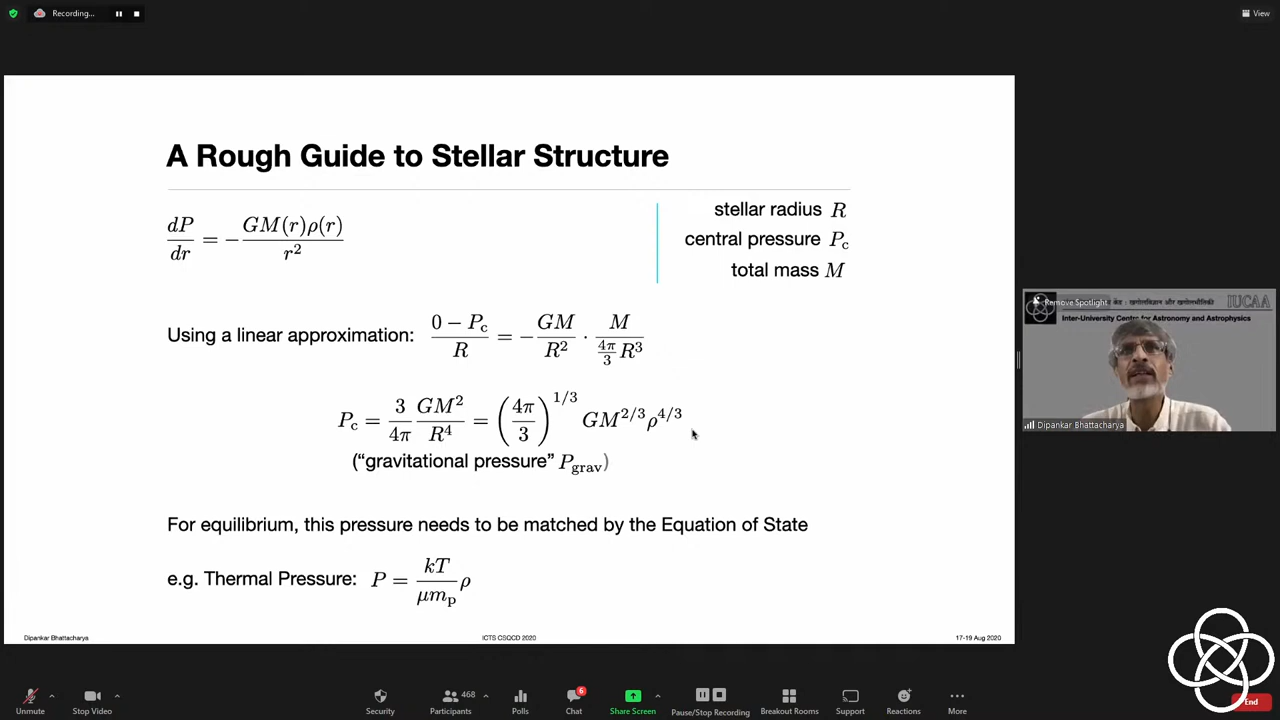 Recording...
View
A Rough Guide to Stellar Structure
dP/dr = −GM(r)ρ(r)/r²
stellar radius R
central pressure P_c
total mass M
Using a linear approximation: (0 − P_c)/R = −GM/R² · M/((4π/3)R³)
P_c = (3/4π)(GM²/R⁴) = (4π/3)^{1/3} GM^{2/3}ρ^{4/3}
(“gravitational pressure” P_grav)
For equilibrium, this pressure needs to be matched by the Equation of State
e.g. Thermal Pressure: P = (kT/μm_p)ρ
Dipankar Bhattacharya
ICTS CSQCD 2020
17-19 Aug 2020
Remove Spotlight
IUCAA
Inter-University Centre for Astronomy and Astrophysics
Dipankar Bhattacharya
Unmute
Stop Video
Security
468
Participants
Polls
6
Chat
Share Screen
Pause/Stop Recording
Breakout Rooms
Support
Reactions
More
End